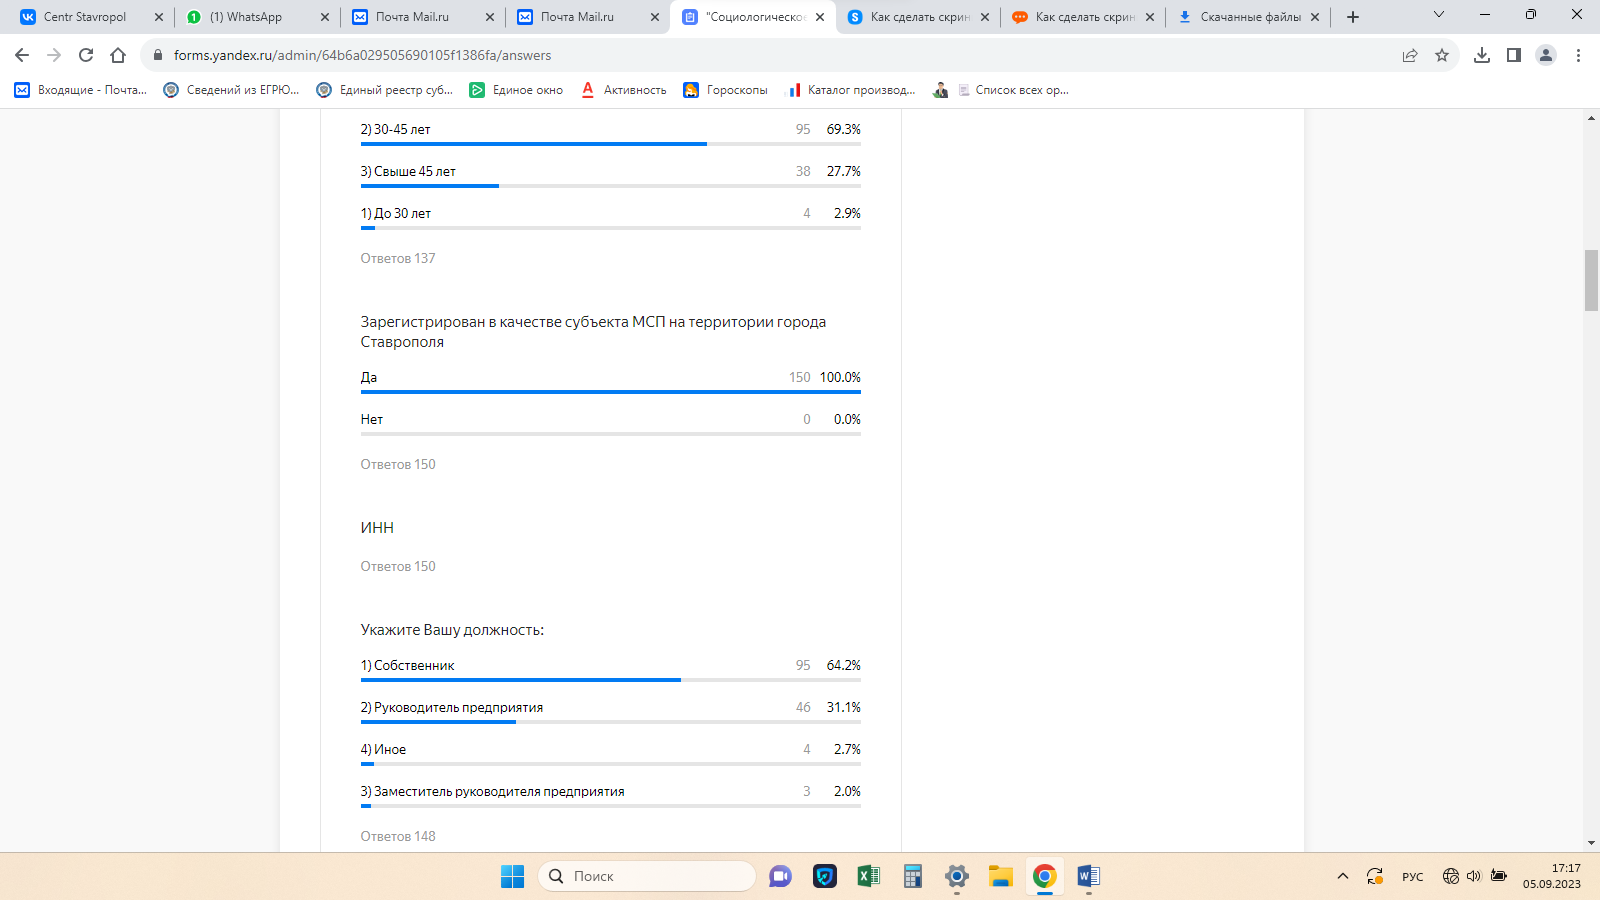 Centr Stavropol
(1) WhatsApp
Почта Mail.ru
Почта Mail.ru
"Социологическое
Как сделать скрин
Как сделать скрин
Скачанные файлы
forms.yandex.ru/admin/64b6a029505690105f1386fa/answers
Входящие - Почта...
Сведений из ЕГРЮ...
Единый реестр суб...
Единое окно
Активность
Гороскопы
Каталог производ...
Список всех ор...
2) 30-45 лет 95 69.3%
3) Свыше 45 лет 38 27.7%
1) До 30 лет 4 2.9%
Ответов 137
Зарегистрирован в качестве субъекта МСП на территории города
Ставрополя
Да 150 100.0%
Нет 0 0.0%
Ответов 150
ИНН
Ответов 150
Укажите Вашу должность:
1) Собственник 95 64.2%
2) Руководитель предприятия 46 31.1%
4) Иное 4 2.7%
3) Заместитель руководителя предприятия 3 2.0%
Ответов 148
Поиск
РУС
17:17
05.09.2023